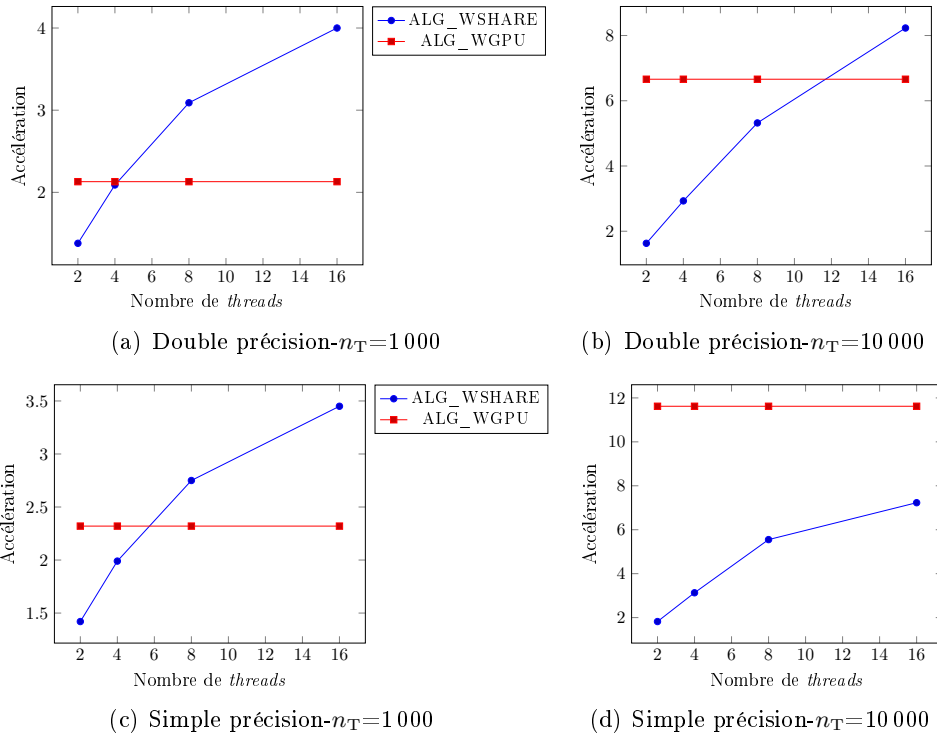 4
3
2
Accélération
2 4 6 8 10 12 14 16
Nombre de threads
ALG_WSHARE
ALG_WGPU
(a) Double précision-nT=1 000
8
6
4
2
Accélération
2 4 6 8 10 12 14 16
Nombre de threads
(b) Double précision-nT=10 000
3.5
3
2.5
2
1.5
Accélération
2 4 6 8 10 12 14 16
Nombre de threads
ALG_WSHARE
ALG_WGPU
(c) Simple précision-nT=1 000
12
10
8
6
4
2
Accélération
2 4 6 8 10 12 14 16
Nombre de threads
(d) Simple précision-nT=10 000